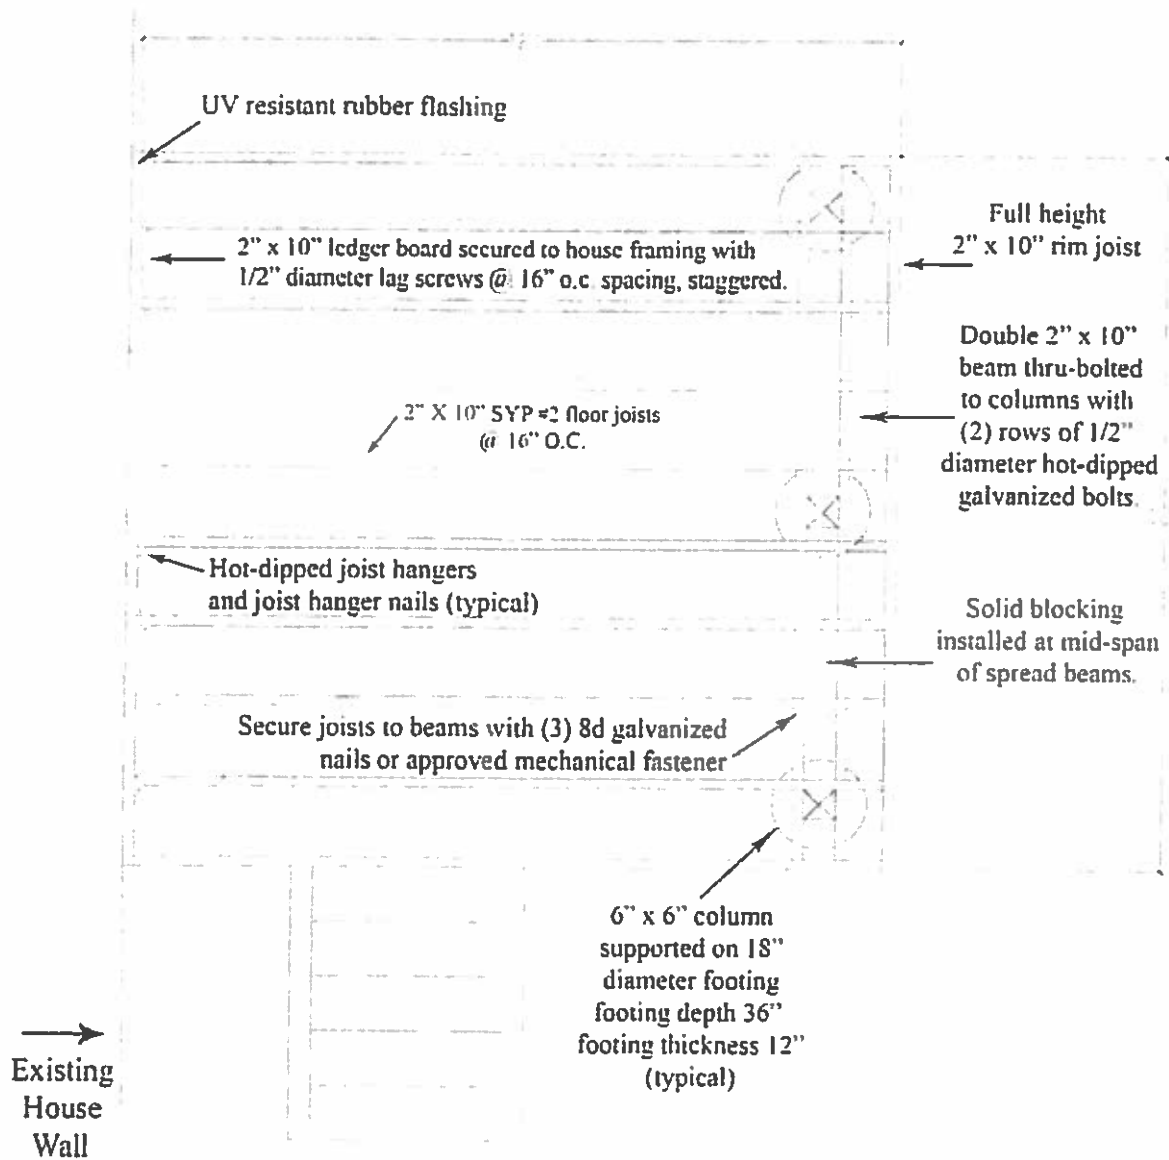 UV resistant rubber flashing
2" x 10" ledger board secured to house framing with
1/2" diameter lag screws @ 16" o.c. spacing, staggered.
Full height
2" x 10" rim joist
Double 2" x 10"
beam thru-bolted
to columns with
(2) rows of 1/2"
diameter hot-dipped
galvanized bolts.
2" X 10" SYP #2 floor joists
@ 16" O.C.
Hot-dipped joist hangers
and joist hanger nails (typical)
Solid blocking
installed at mid-span
of spread beams.
Secure joists to beams with (3) 8d galvanized
nails or approved mechanical fastener
6" x 6" column
supported on 18"
diameter footing
footing depth 36"
footing thickness 12"
(typical)
Existing
House
Wall